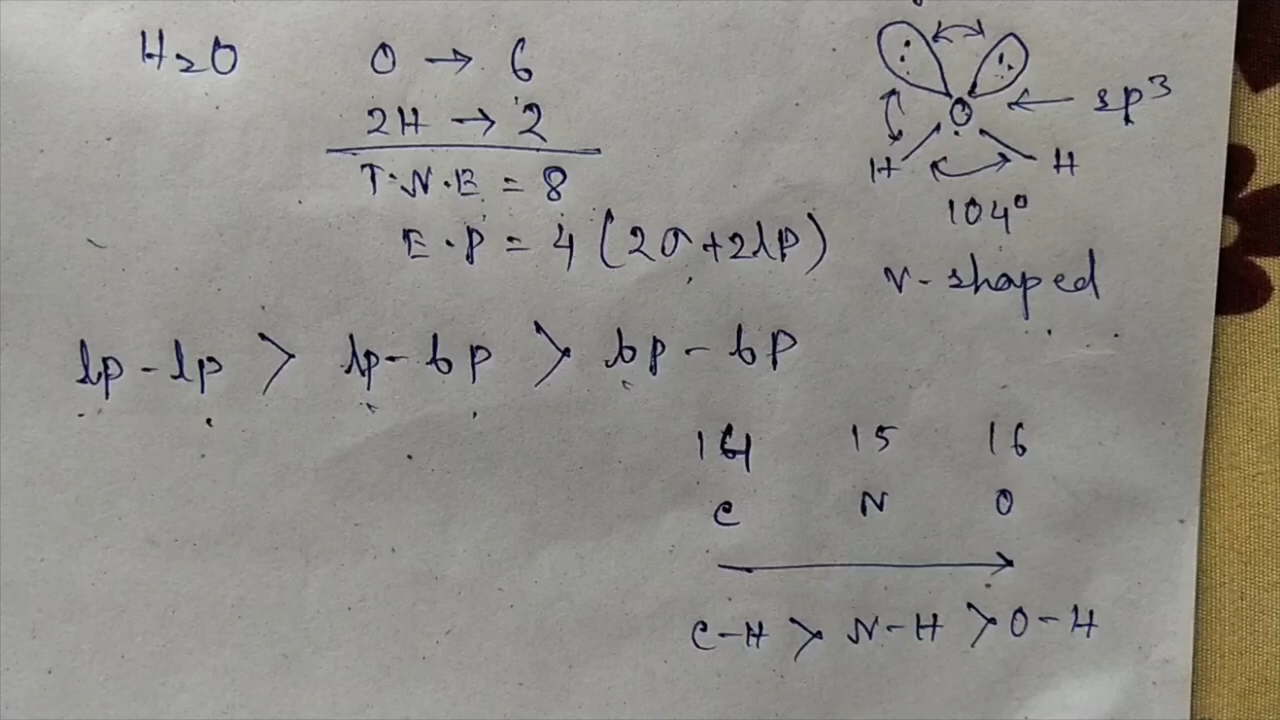 H₂O
O → 6
2H → 2
T.N.E = 8
E.P = 4 (2σ+2lp)
O ← sp³
H H
104°
V-shaped
lp-lp > lp-bp > bp-bp
14 15 16
C N O
→
C-H > N-H > O-H